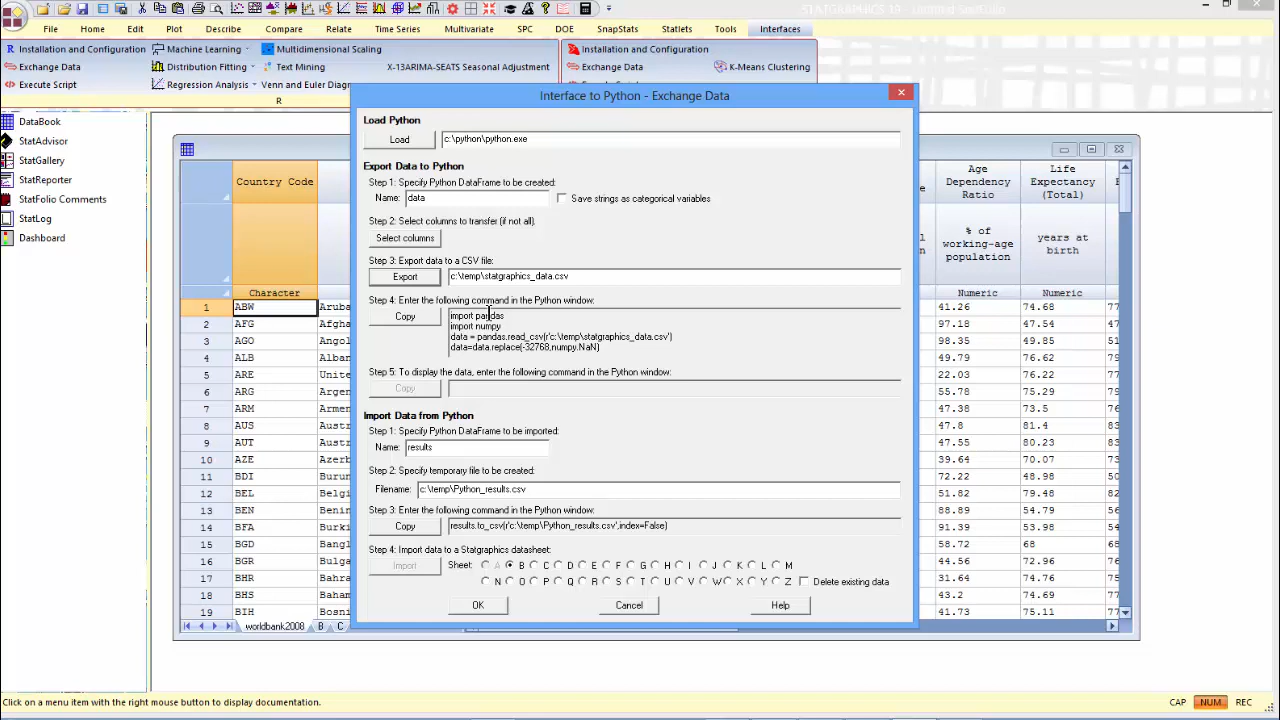 STATGRAPHICS 19 - Untitled StatFolio
File Home Edit Plot Describe Compare Relate Time Series Multivariate SPC DOE SnapStats Statlets Tools Interfaces
R Installation and Configuration Machine Learning Multidimensional Scaling Installation and Configuration
Exchange Data Distribution Fitting Text Mining X-13ARIMA-SEATS Seasonal Adjustment Exchange Data K-Means Clustering
Execute Script Regression Analysis Venn and Euler
R
DataBook
StatAdvisor
StatGallery
StatReporter
StatFolio Comments
StatLog
Dashboard
Interface to Python - Exchange Data
Load Python
Load c:\python\python.exe
Export Data to Python
Step 1: Specify Python DataFrame to be created:
Name: data Save strings as categorical variables
Step 2: Select columns to transfer (if not all).
Select columns
Step 3: Export data to a CSV file:
Export c:\temp\statgraphics_data.csv
Step 4: Enter the following command in the Python window:
Copy import pandas
import numpy
data = pandas.read_csv(r'c:\temp\statgraphics_data.csv')
data=data.replace(-32768,numpy.NaN)
Step 5: To display the data, enter the following command in the Python window:
Copy
Import Data from Python
Step 1: Specify Python DataFrame to be imported:
Name: results
Step 2: Specify temporary file to be created:
Filename: c:\temp\Python_results.csv
Step 3: Enter the following command in the Python window:
Copy results.to_csv(r'c:\temp\Python_results.csv',index=False)
Step 4: Import data to a Statgraphics datasheet:
Import Sheet: A B C D E F G H I J K L M
N O P Q R S T U V W X Y Z Delete existing data
OK Cancel Help
Country Code
Age Dependency Ratio
Life Expectancy (Total)
% of working-age population
years at birth
Character Numeric Numeric
1 ABW Aruba 41.26 74.68
2 AFG 97.18 47.54
3 AGO 98.35 49.85
4 ALB 49.79 76.62
5 ARE 22.03 76.22
6 ARG 55.78 75.29
7 ARM 47.38 73.5
8 AUS 47.8 81.4
9 AUT 47.55 80.23
10 AZE 39.64 70.07
11 BDI 72.22 48.98
12 BEL 51.82 79.48
13 BEN 88.89 54.79
14 BFA 91.39 53.98
15 BGD 58.8 68
16 BGR 44.56 72.96
17 BHR 31.64 74.76
18 BHS 43.2 74.69
19 BIH 41.73 75.11
worldbank2008 B C
Click on a menu item with the right mouse button to display documentation. CAP NUM REC